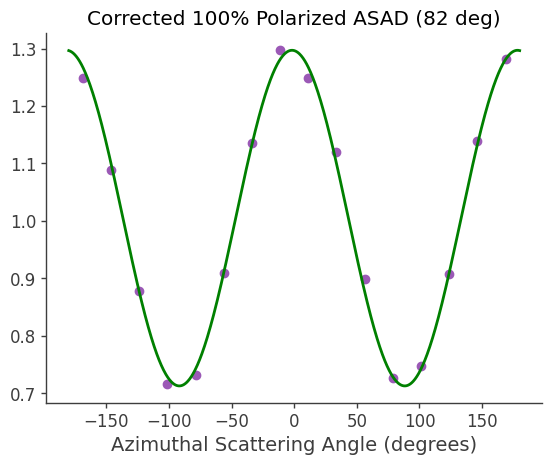 Corrected 100% Polarized ASAD (82 deg)
1.3
1.2
1.1
1.0
0.9
0.8
0.7
−150 −100 −50 0 50 100 150
Azimuthal Scattering Angle (degrees)